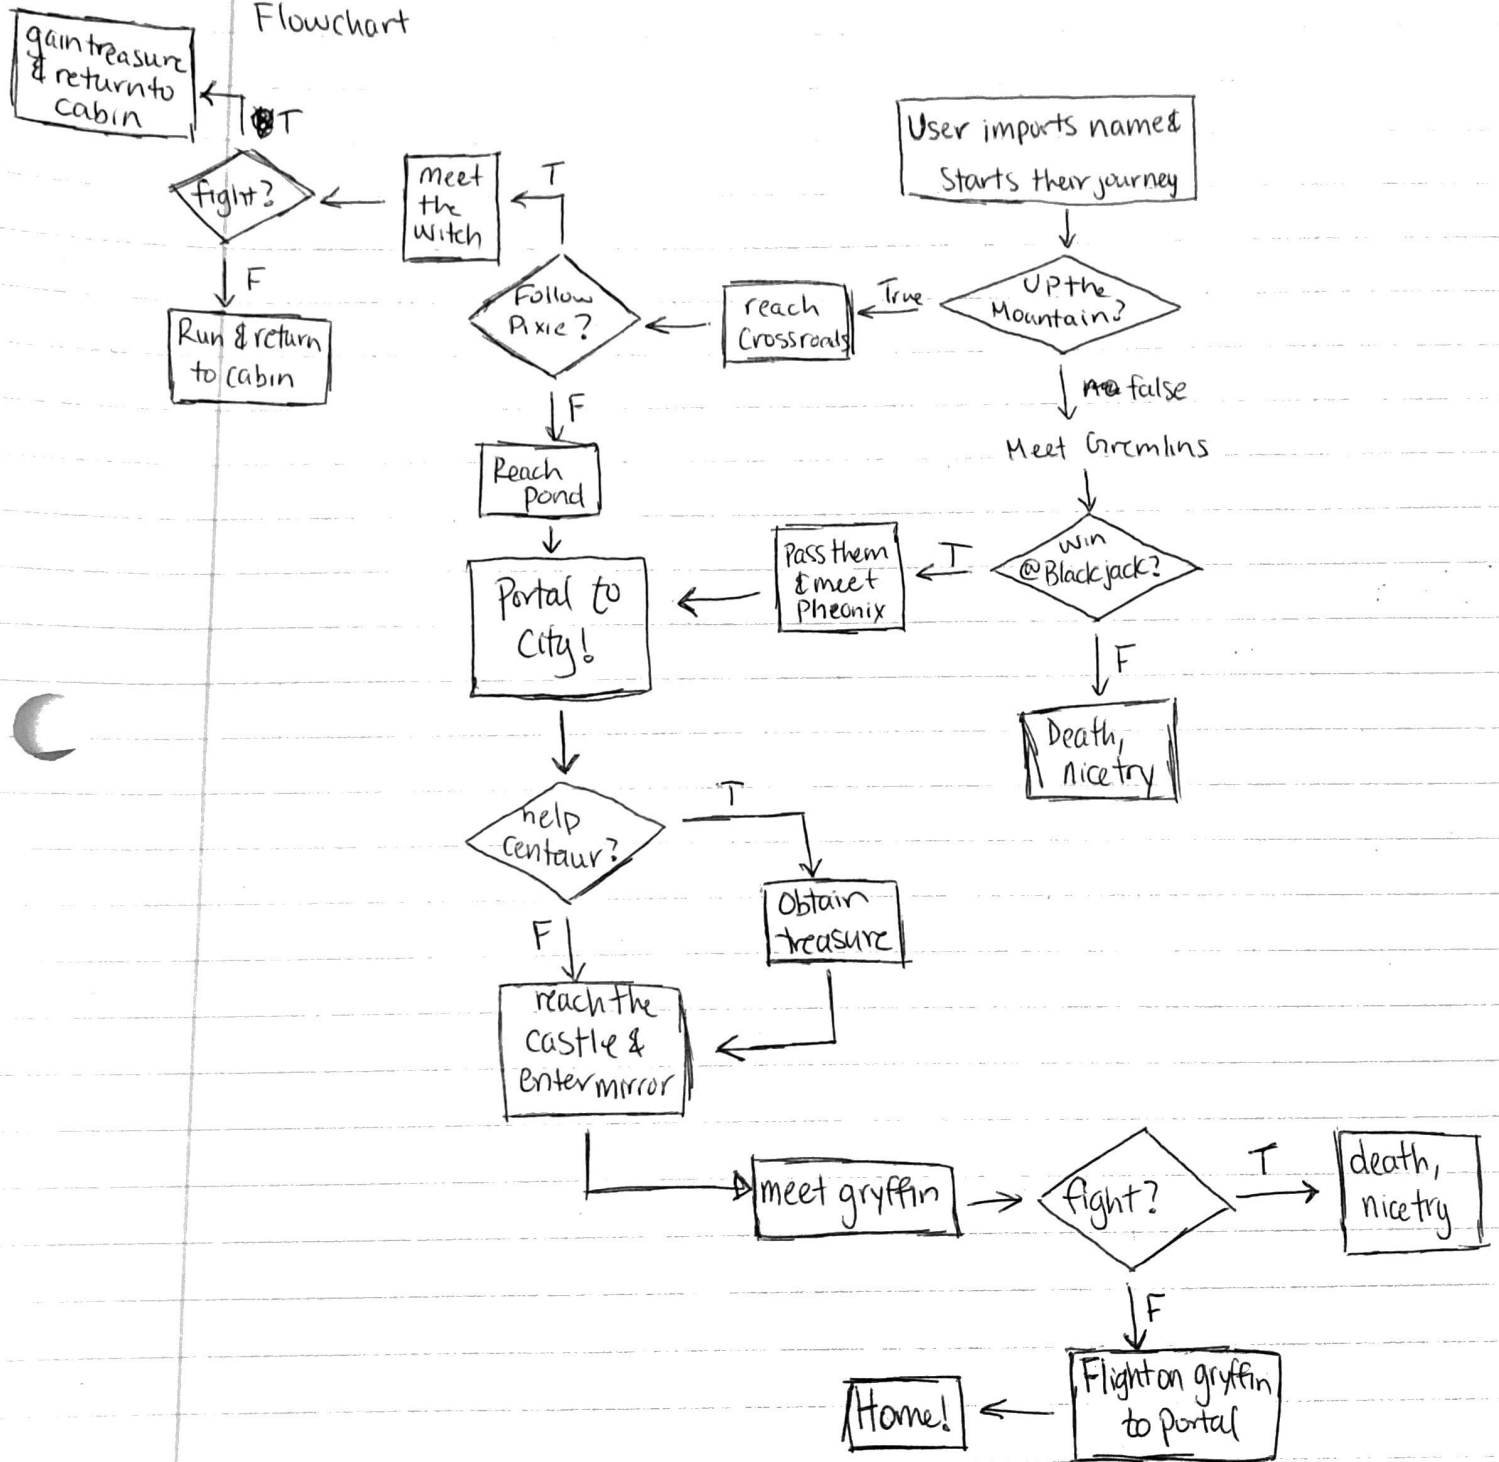 Flowchart
gain treasure
& return to
cabin
T
fight?
F
Run & return
to cabin
meet
the
witch
T
Follow
Pixie?
F
Reach
pond
reach
Crossroads
True
User imports name &
Starts their journey
Up the
Mountain?
false
Meet Gremlins
win
@Blackjack?
T
Pass them
& meet
Pheonix
F
Death,
nice try
Portal to
City!
help
centaur?
T
Obtain
treasure
F
reach the
castle &
enter mirror
meet gryffin
fight?
T
death,
nice try
F
Flight on gryffin
to portal
Home!